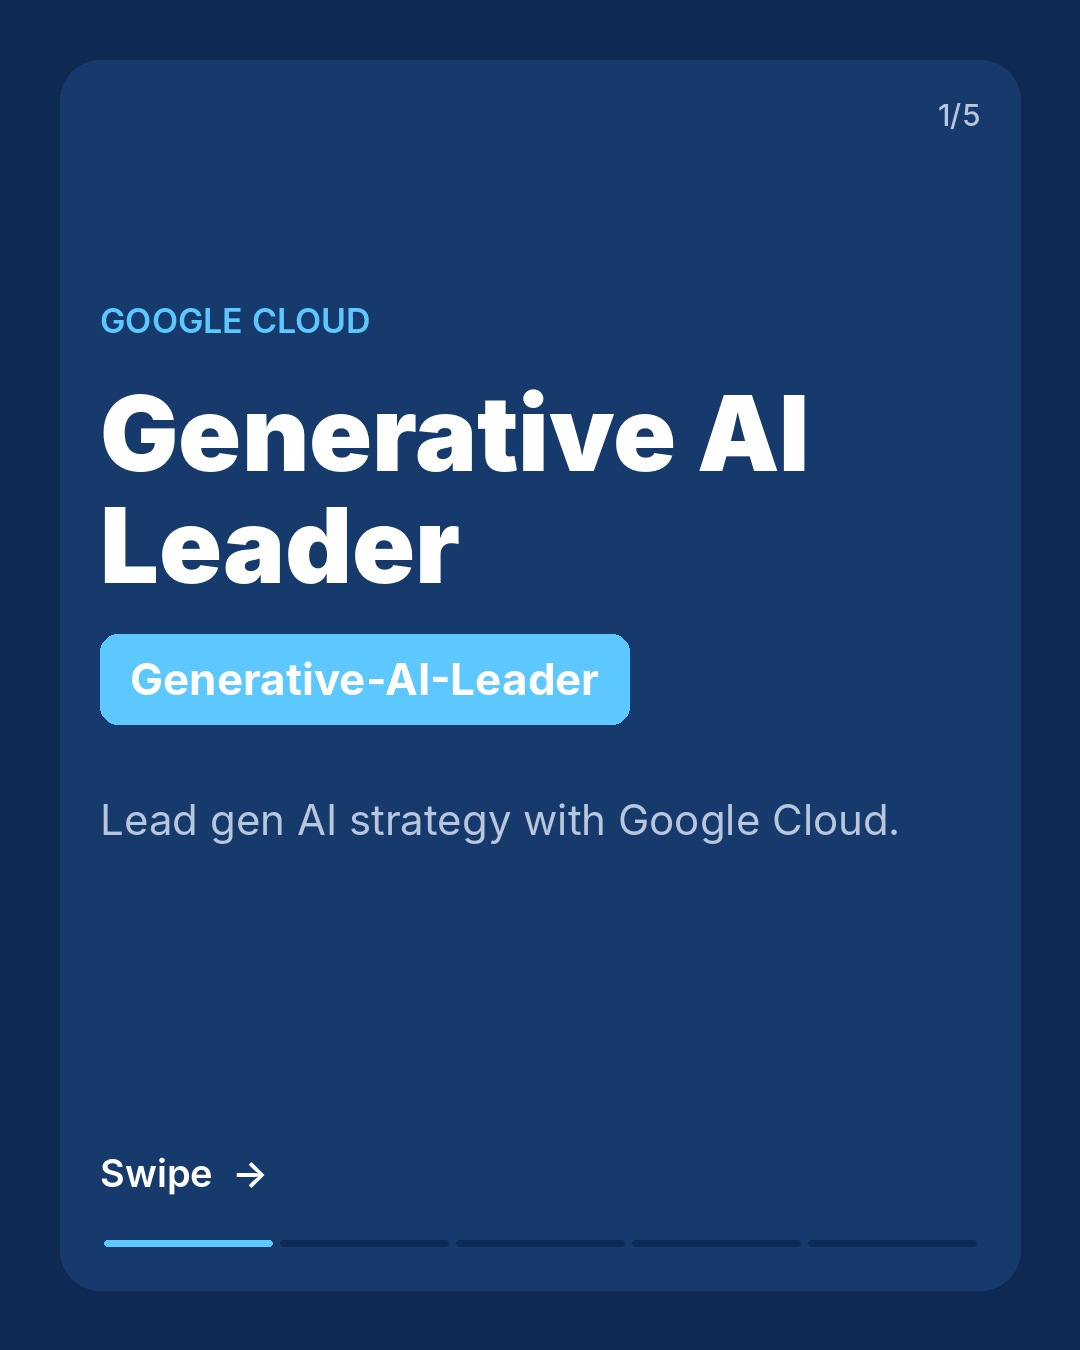 1/5
GOOGLE CLOUD
Generative AI
Leader
Generative-AI-Leader
Lead gen AI strategy with Google Cloud.
Swipe →